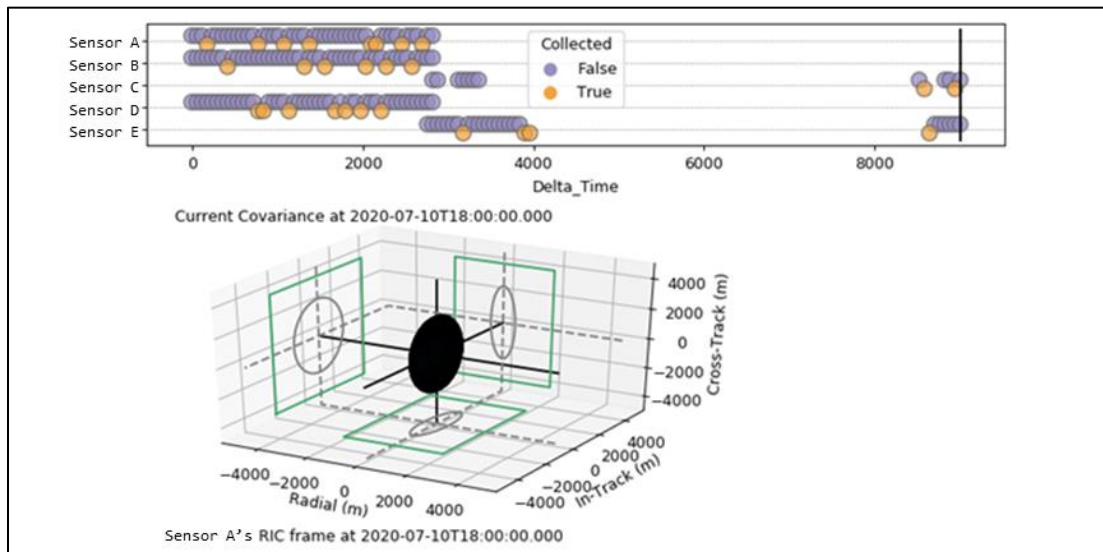 Sensor A
Sensor B
Sensor C
Sensor D
Sensor E
Collected
False
True
0 2000 4000 6000 8000
Delta_Time
Current Covariance at 2020-07-10T18:00:00.000
4000
2000
0
−2000
−4000
Cross-Track (m)
−4000 −2000 0 2000 4000
Radial (m)
−4000 −2000 0 2000 4000
In-Track (m)
Sensor A’s RIC frame at 2020-07-10T18:00:00.000